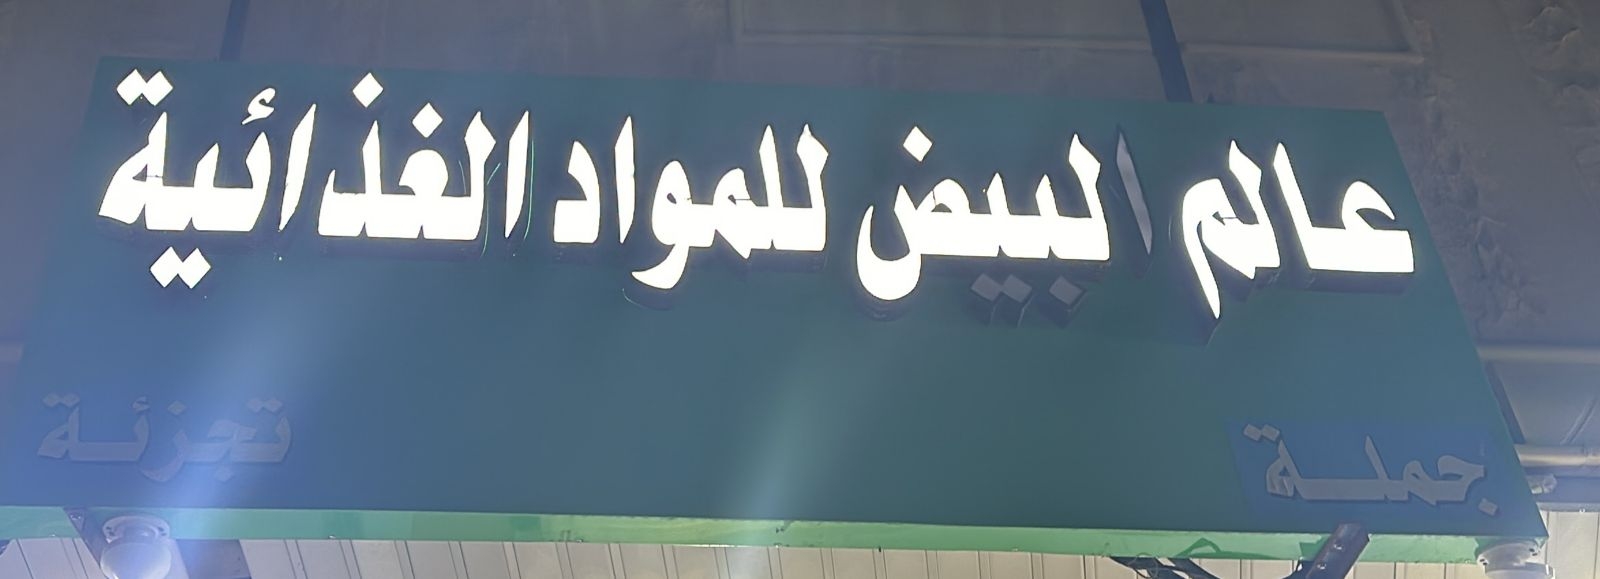 عالم البيض للمواد الغذائية
جملة تجزئة